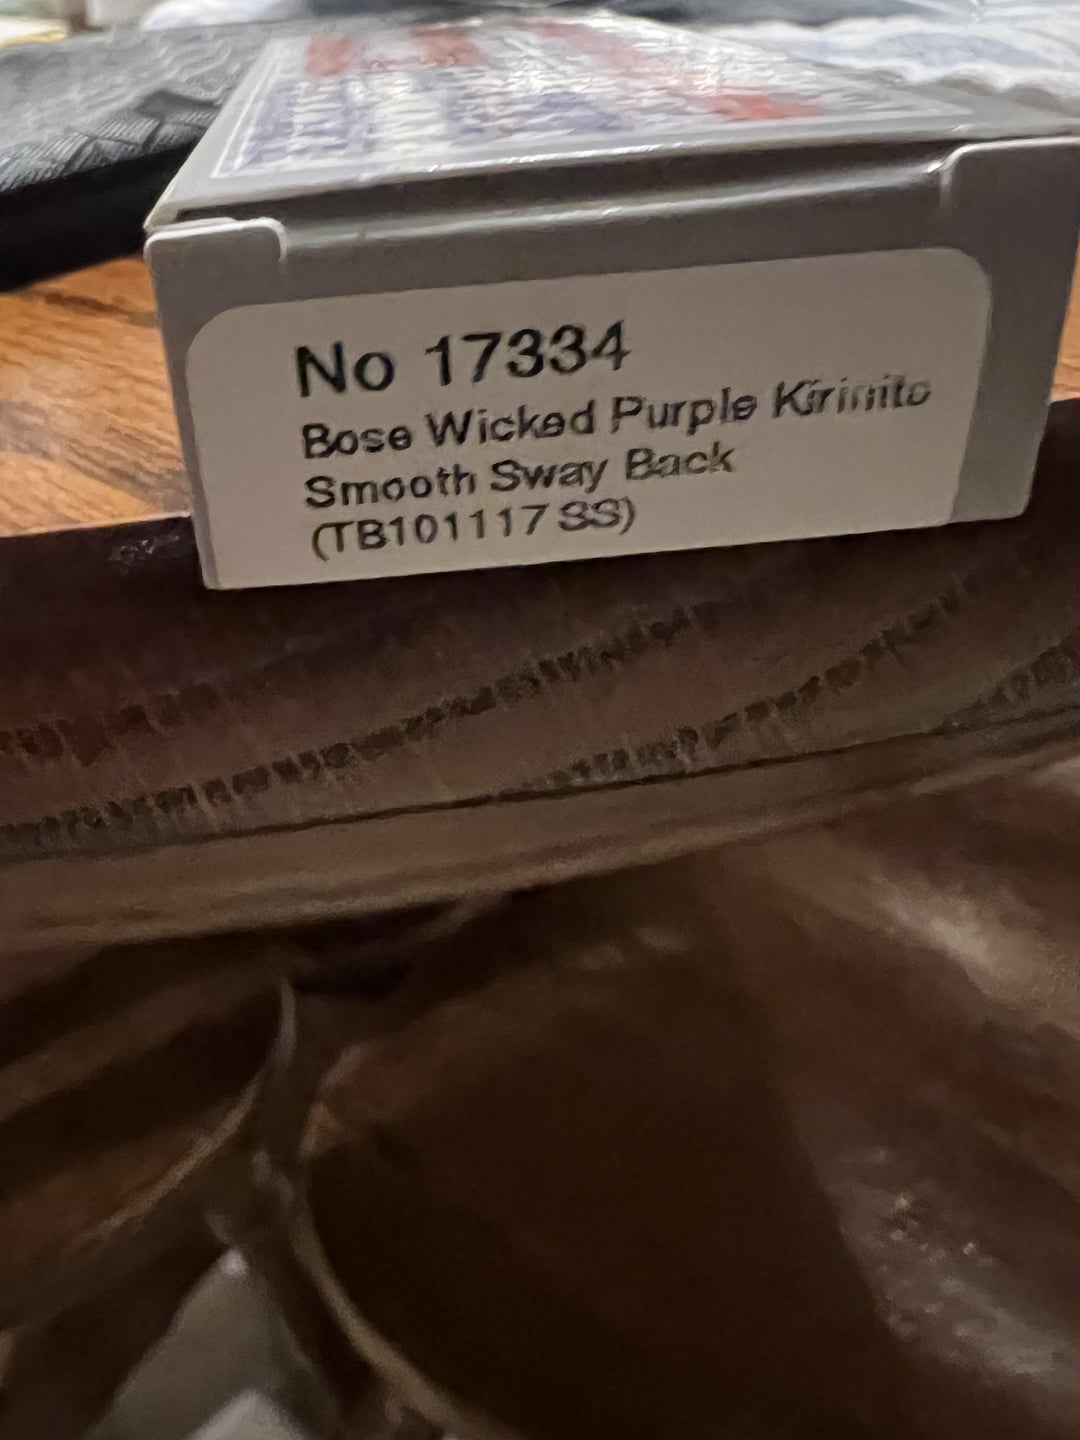 No 17334
Bose Wicked Purple Kirinite
Smooth Sway Back
(TB101117 SS)